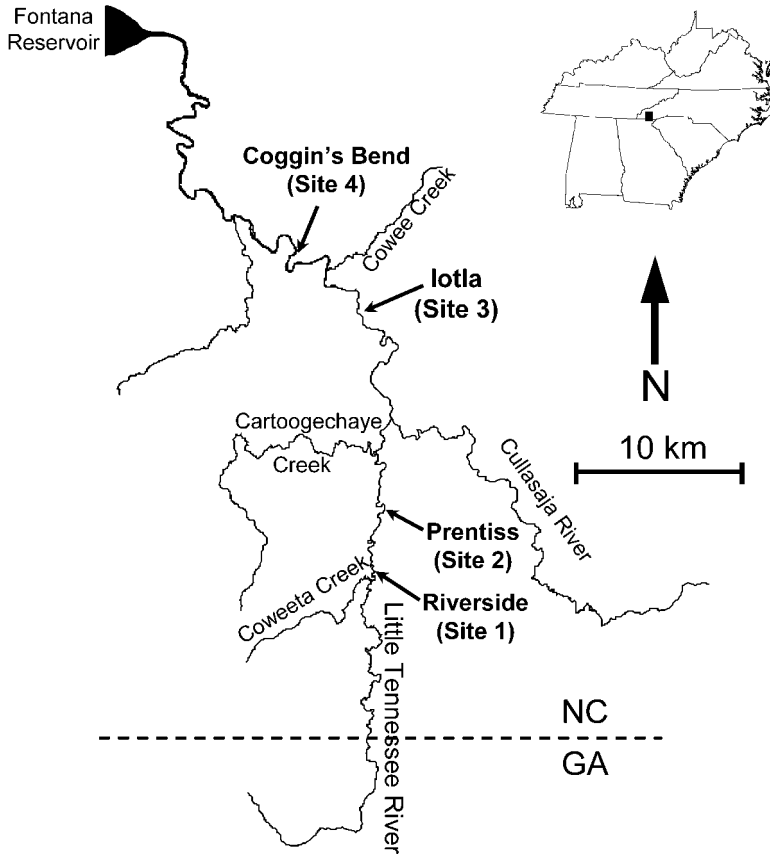 Fontana
Reservoir
Coggin's Bend
(Site 4)
Cowee Creek
Iotla
(Site 3)
N
10 km
Cartoogechaye
Creek
Cullasaja River
Prentiss
(Site 2)
Coweeta Creek
Riverside
(Site 1)
Little Tennessee River
NC
GA